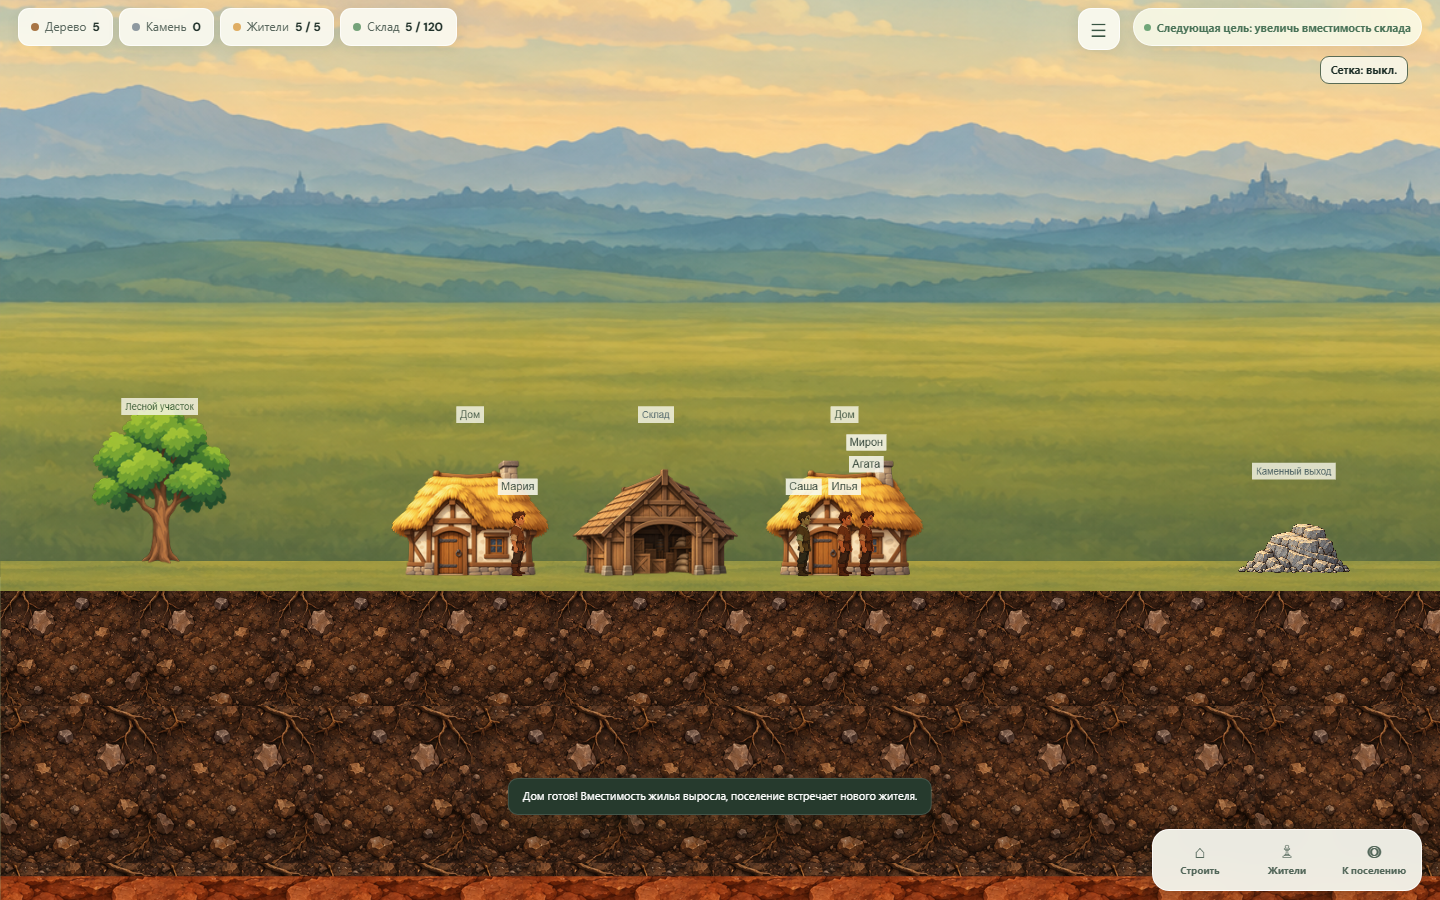 Дерево 5
Камень 0
Жители 5 / 5
Склад 5 / 120
Следующая цель: увеличь вместимость склада
Сетка: выкл.
Лесной участок
Дом
Склад
Дом
Мирон
Агата
Каменный выход
Мария
Саша
Илья
Дом готов! Вместимость жилья выросла, поселение встречает нового жителя.
Строить
Жители
К поселению